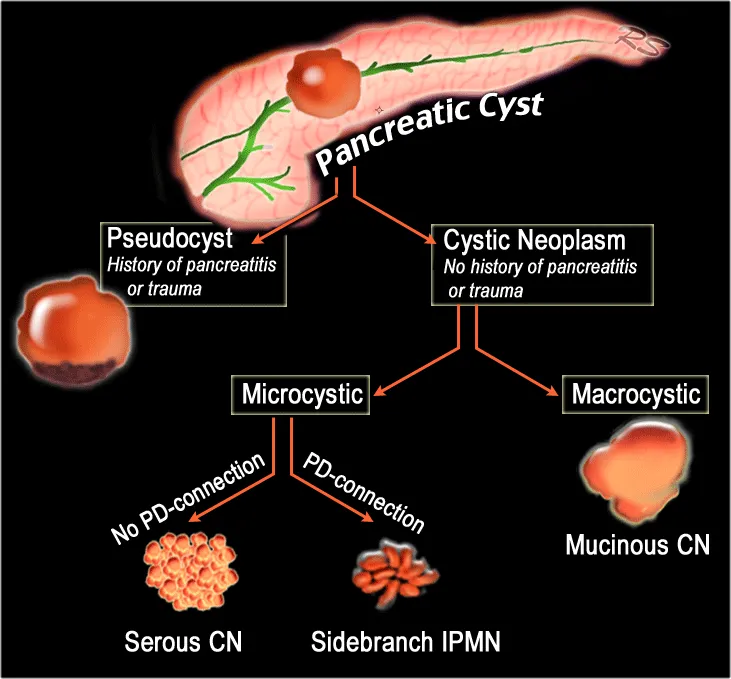 RS
Pancreatic Cyst
Pseudocyst
History of pancreatitis
or trauma
Cystic Neoplasm
No history of pancreatitis
or trauma
Microcystic
Macrocystic
No PD-connection
PD-connection
Mucinous CN
Serous CN
Sidebranch IPMN